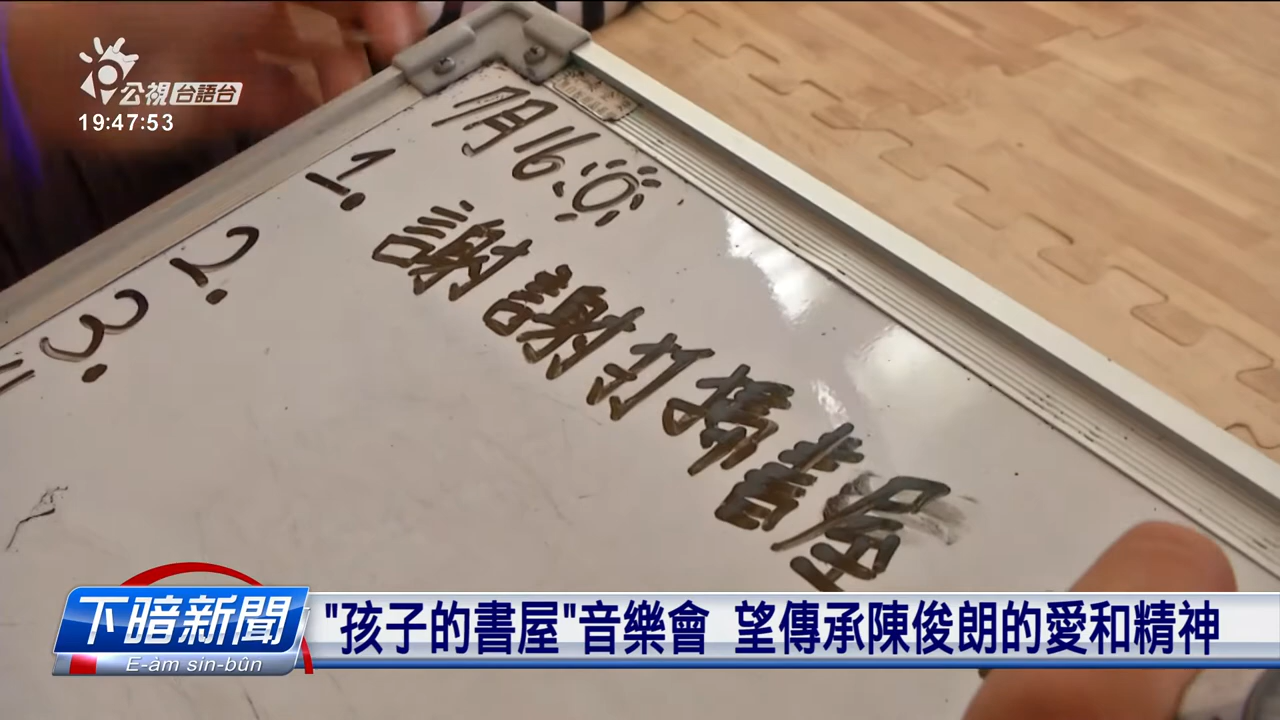 公視 台語台
19:47:53
7月16
1.
2.
3.
謝謝打掃書屋
下暗新聞
E-àm sin-bûn
"孩子的書屋"音樂會 望傳承陳俊朗的愛和精神